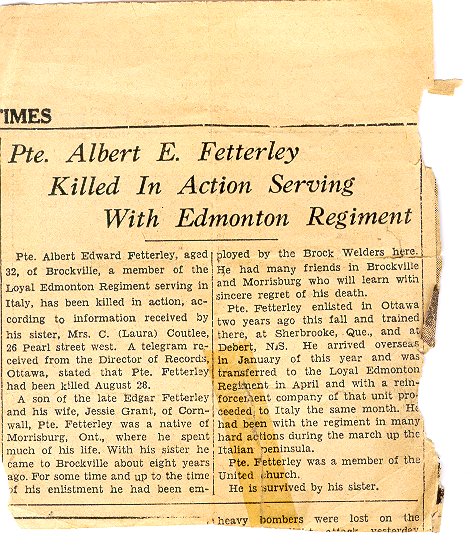 TIMES
Pte. Albert E. Fetterley
Killed In Action Serving
With Edmonton Regiment
Pte. Albert Edward Fetterley, aged
32, of Brockville, a member of the
Loyal Edmonton Regiment serving in
Italy, has been killed in action, ac-
cording to information received by
his sister, Mrs. C. (Laura) Coutlee,
26 Pearl street west. A telegram re-
ceived from the Director of Records,
Ottawa, stated that Pte. Fetterley
had been killed August 26.
A son of the late Edgar Fetterley
and his wife, Jessie Grant, of Corn-
wall, Pte. Fetterley was a native of
Morrisburg, Ont., where he spent
much of his life. With his sister he
came to Brockville about eight years
ago. For some time and up to the time
of his enlistment he had been em-
ployed by the Brock Welders here.
He had many friends in Brockville
and Morrisburg who will learn with
sincere regret of his death.
Pte. Fetterley enlisted in Ottawa
two years ago this fall and trained
there, at Sherbrooke, Que., and at
Debert, N.S. He arrived overseas
in January of this year and was
transferred to the Loyal Edmonton
Regiment in April and with a rein-
forcement company of that unit pro-
ceeded to Italy the same month. He
had been with the regiment in many
hard actions during the march up the
Italian peninsula.
Pte. Fetterley was a member of the
United church.
He is survived by his sister.
heavy bombers were lost on the
attack yesterday